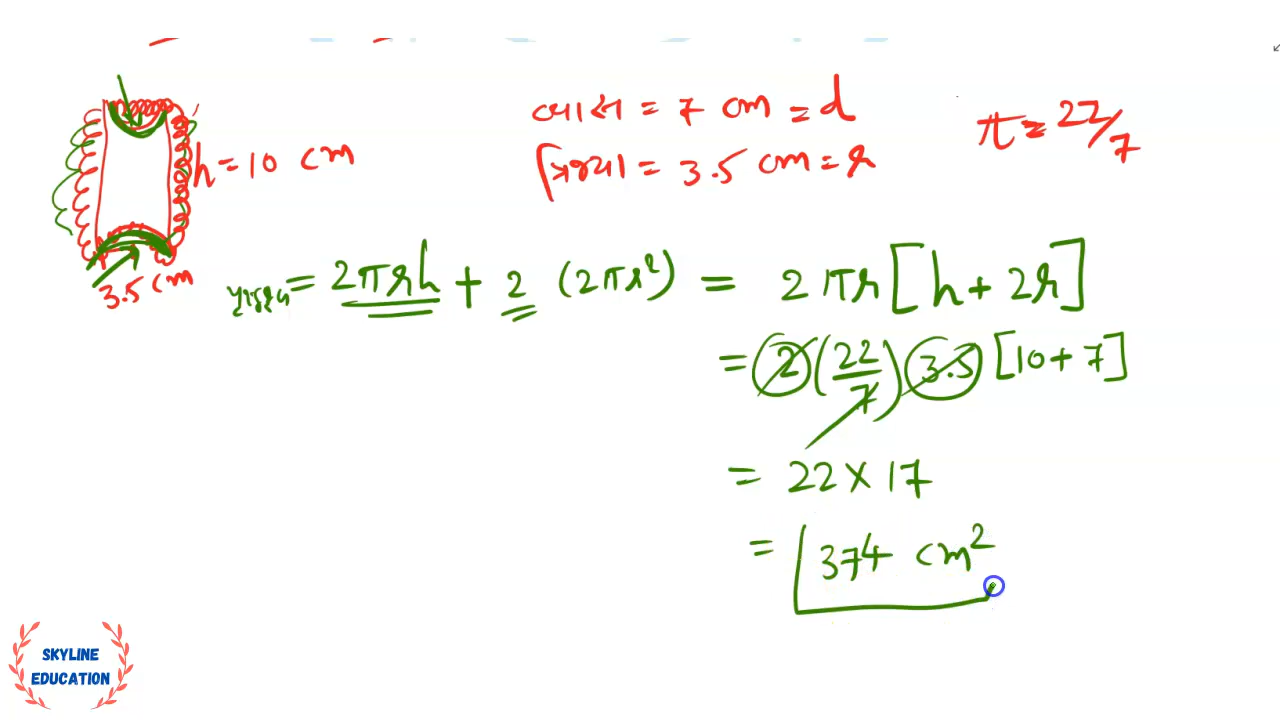 વ્યાસ = 7 cm = d
π = 22/7
h = 10 cm
ત્રિજ્યા = 3.5 cm = r
3.5 cm
= 2πrh + 2 (2πr²) = 2πr [h + 2r]
= 2 (22/7) 3.5 [10 + 7]
= 22 × 17
= 374 cm²
SKYLINE
EDUCATION